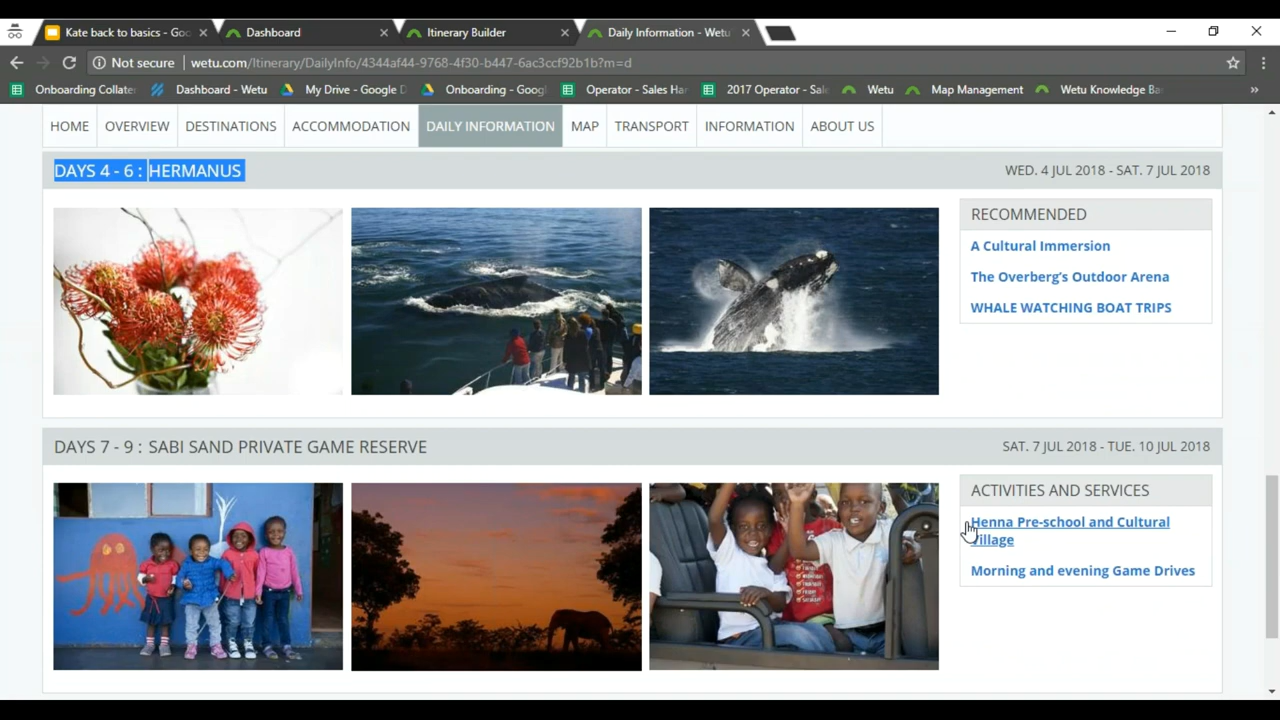 Kate back to basics - Goo
Dashboard
Itinerary Builder
Daily Information - Wetu
Not secure
wetu.com/Itinerary/DailyInfo/4344af44-9768-4f30-b447-6ac3ccf92b1b?m=d
Onboarding Collate
Dashboard - Wetu
My Drive - Google D
Onboarding - Googl
Operator - Sales Ha
2017 Operator - Sal
Wetu
Map Management
Wetu Knowledge Ba
HOME
OVERVIEW
DESTINATIONS
ACCOMMODATION
DAILY INFORMATION
MAP
TRANSPORT
INFORMATION
ABOUT US
DAYS 4 - 6 : HERMANUS
WED. 4 JUL 2018 - SAT. 7 JUL 2018
RECOMMENDED
A Cultural Immersion
The Overberg's Outdoor Arena
WHALE WATCHING BOAT TRIPS
DAYS 7 - 9 : SABI SAND PRIVATE GAME RESERVE
SAT. 7 JUL 2018 - TUE. 10 JUL 2018
ACTIVITIES AND SERVICES
Henna Pre-school and Cultural
Village
Morning and evening Game Drives